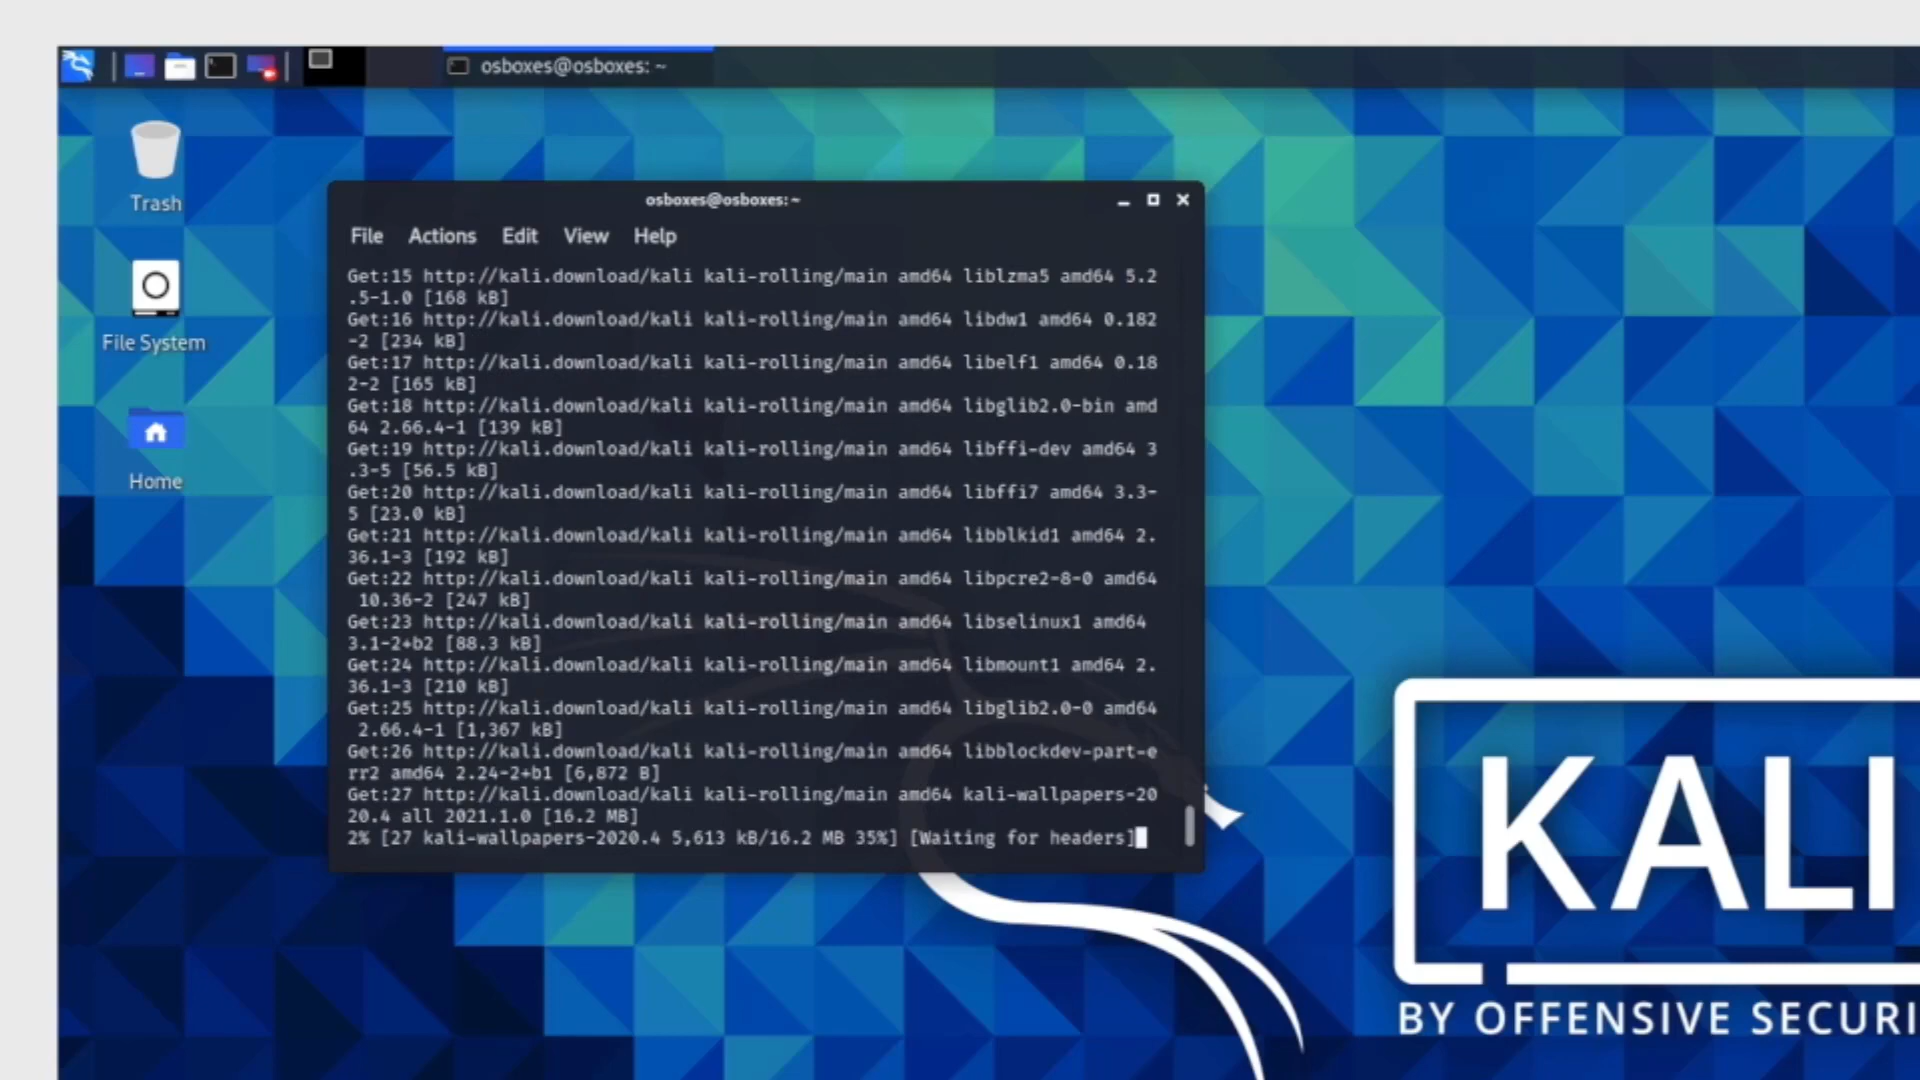 osboxes@osboxes: ~
Trash
File System
Home
osboxes@osboxes: ~
File Actions Edit View Help
Get:15 http://kali.download/kali kali-rolling/main amd64 liblzma5 amd64 5.2
.5-1.0 [168 kB]
Get:16 http://kali.download/kali kali-rolling/main amd64 libdw1 amd64 0.182
-2 [234 kB]
Get:17 http://kali.download/kali kali-rolling/main amd64 libelf1 amd64 0.18
2-2 [165 kB]
Get:18 http://kali.download/kali kali-rolling/main amd64 libglib2.0-bin amd
64 2.66.4-1 [139 kB]
Get:19 http://kali.download/kali kali-rolling/main amd64 libffi-dev amd64 3
.3-5 [56.5 kB]
Get:20 http://kali.download/kali kali-rolling/main amd64 libffi7 amd64 3.3-
5 [23.0 kB]
Get:21 http://kali.download/kali kali-rolling/main amd64 libblkid1 amd64 2.
36.1-3 [192 kB]
Get:22 http://kali.download/kali kali-rolling/main amd64 libpcre2-8-0 amd64
10.36-2 [247 kB]
Get:23 http://kali.download/kali kali-rolling/main amd64 libselinux1 amd64
3.1-2+b2 [88.3 kB]
Get:24 http://kali.download/kali kali-rolling/main amd64 libmount1 amd64 2.
36.1-3 [210 kB]
Get:25 http://kali.download/kali kali-rolling/main amd64 libglib2.0-0 amd64
2.66.4-1 [1,367 kB]
Get:26 http://kali.download/kali kali-rolling/main amd64 libblockdev-part-e
rr2 amd64 2.24-2+b1 [6,872 B]
Get:27 http://kali.download/kali kali-rolling/main amd64 kali-wallpapers-20
20.4 all 2021.1.0 [16.2 MB]
2% [27 kali-wallpapers-2020.4 5,613 kB/16.2 MB 35%] [Waiting for headers]
KALI
BY OFFENSIVE SECURI